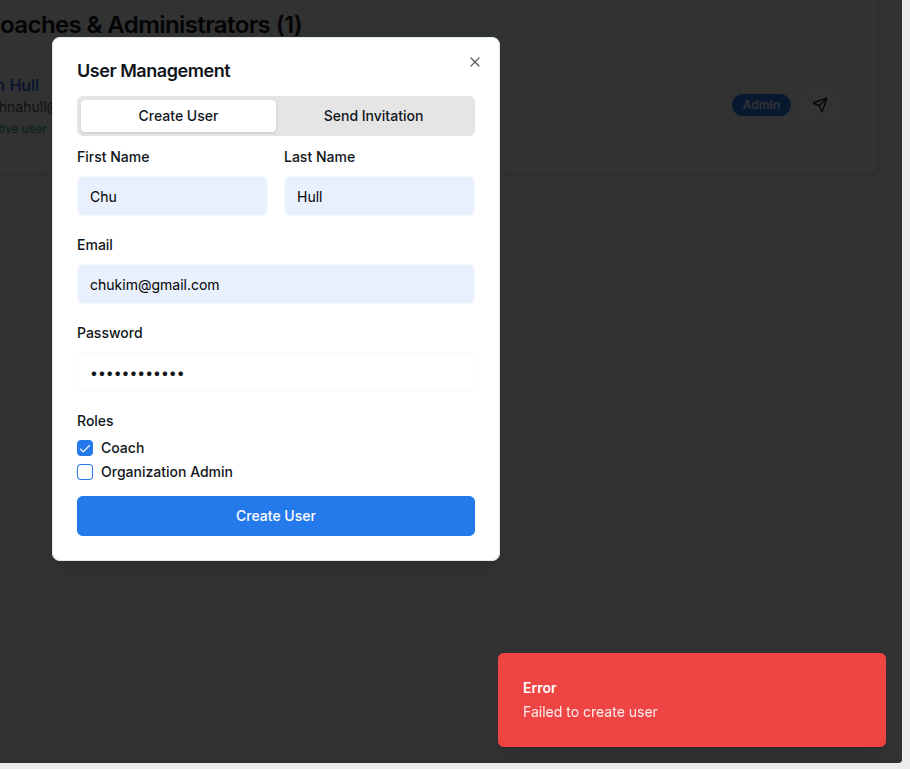 oaches & Administrators (1)
User Management
Create User Send Invitation
First Name Last Name
Chu Hull
Email
chukim@gmail.com
Password
••••••••••••
Roles
Coach
Organization Admin
Create User
n Hull
hnahull@
tive user
Admin
Error
Failed to create user